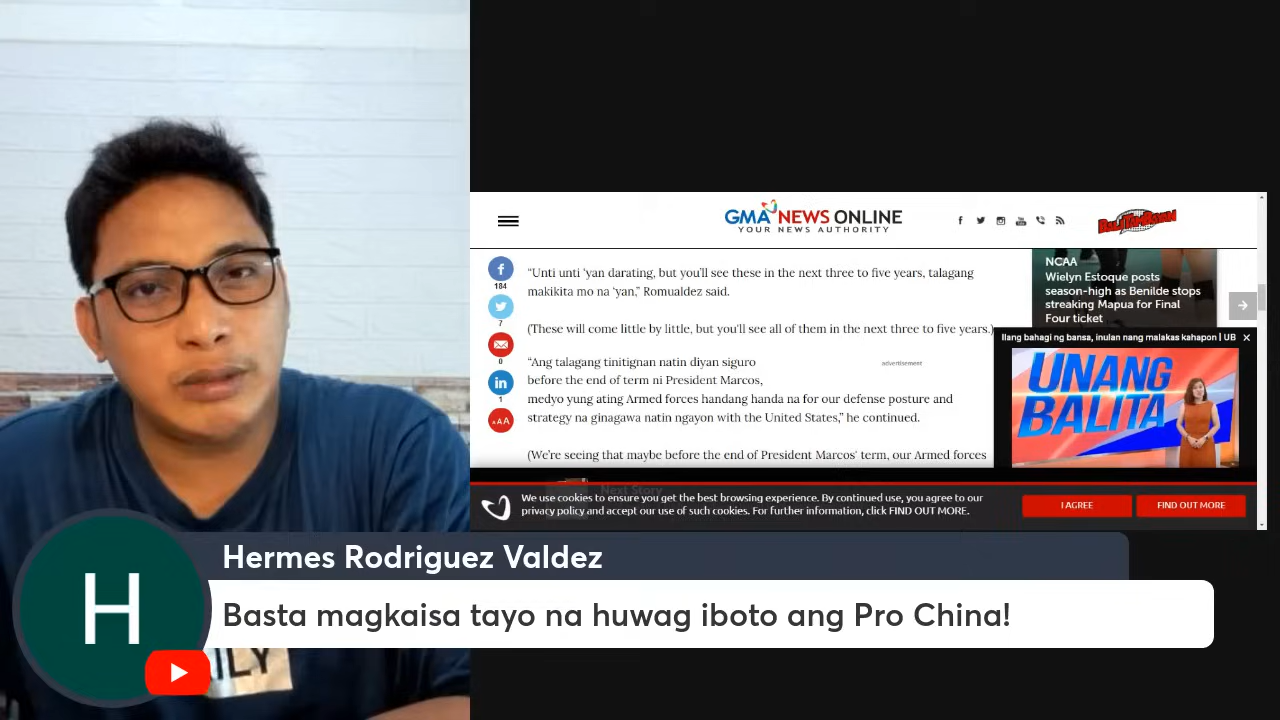 GMA NEWS ONLINE
YOUR NEWS AUTHORITY
184
7
0
1
AAA
“Unti unti ‘yan darating, but you’ll see these in the next three to five years, talagang
makikita mo na ‘yan,” Romualdez said.
(These will come little by little, but you’ll see all of them in the next three to five years.)
“Ang talagang tinitignan natin diyan siguro
before the end of term ni President Marcos,
medyo yung ating Armed forces handang handa na for our defense posture and
strategy na ginagawa natin ngayon with the United States,” he continued.
(We’re seeing that maybe before the end of President Marcos’ term, our Armed forces
advertisement
NCAA
Wielyn Estoque posts
season-high as Benilde stops
streaking Mapua for Final
Four ticket
Ilang bahagi ng bansa, inulan nang malakas kahapon | UB
UNANG
BALITA
Next Story
We use cookies to ensure you get the best browsing experience. By continued use, you agree to our
privacy policy and accept our use of such cookies. For further information, click FIND OUT MORE.
I AGREE
FIND OUT MORE
H
Hermes Rodriguez Valdez
Basta magkaisa tayo na huwag iboto ang Pro China!